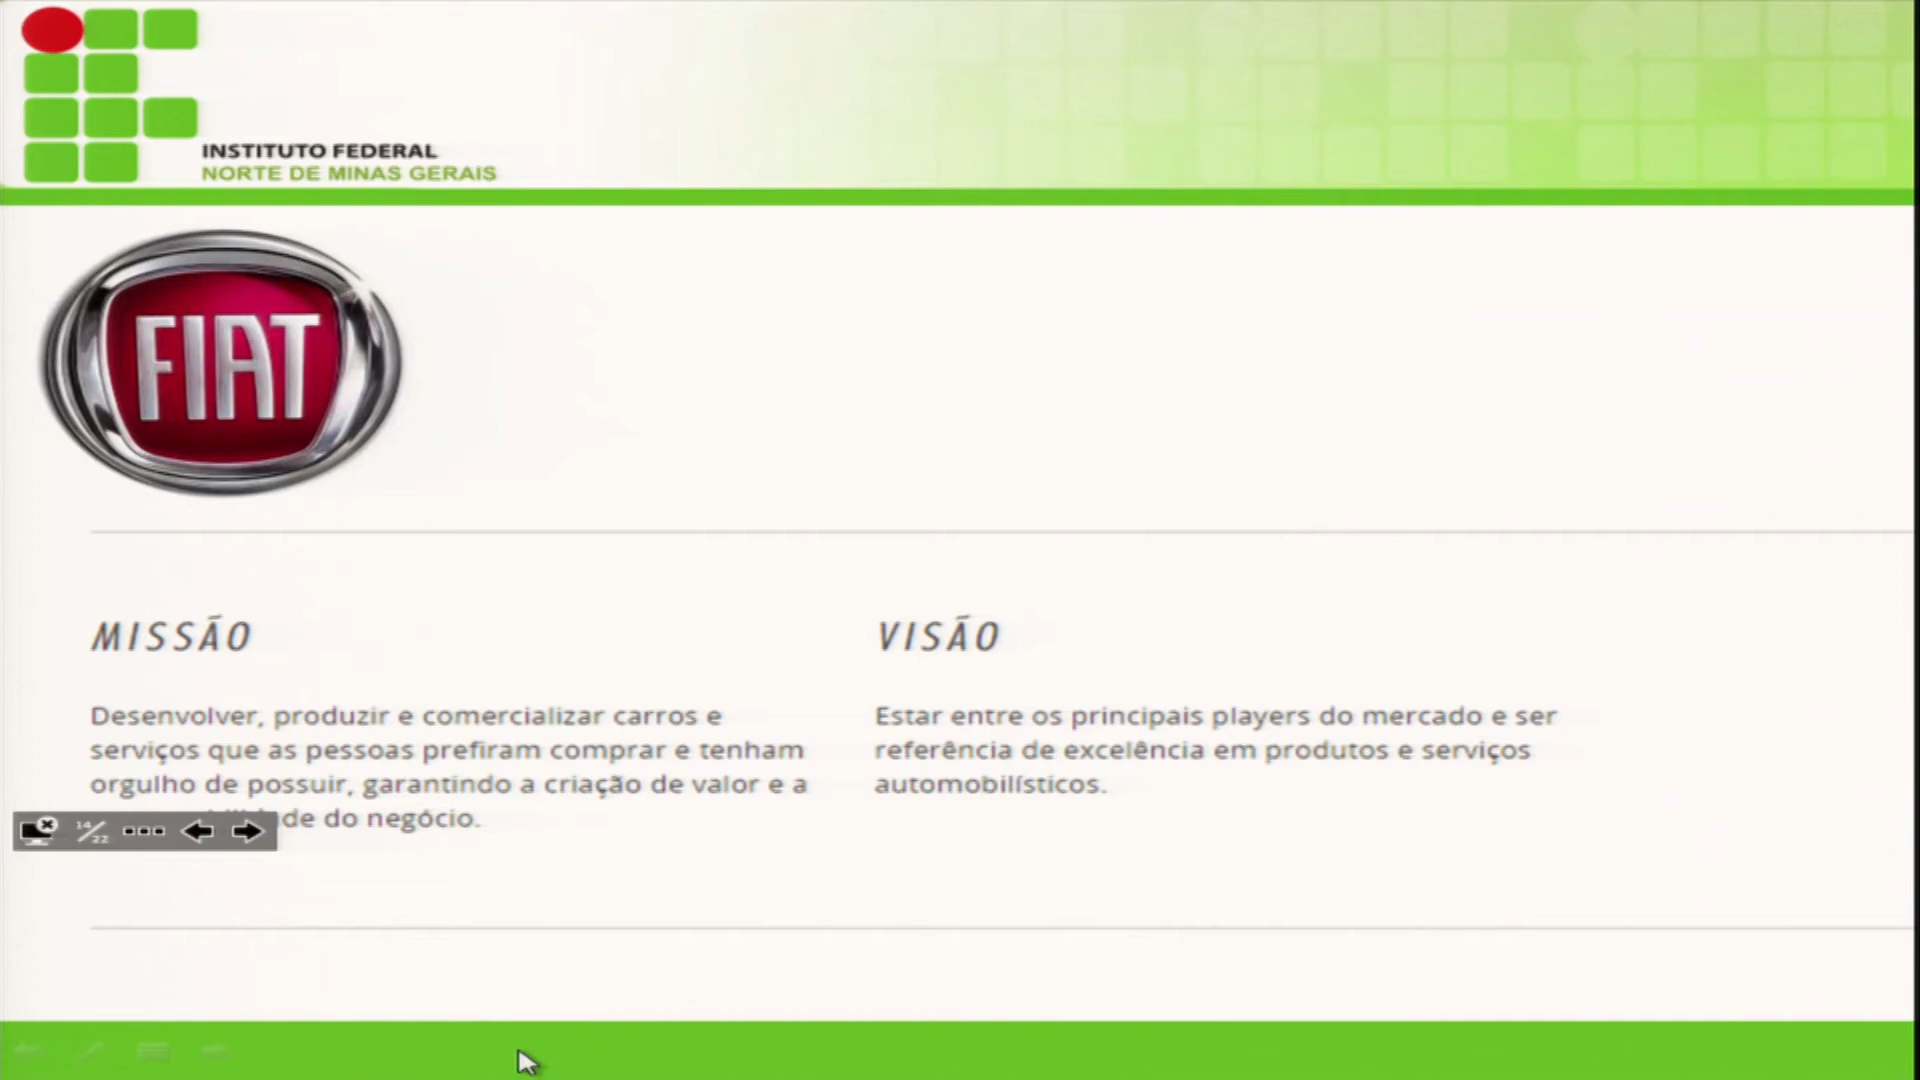 INSTITUTO FEDERAL
NORTE DE MINAS GERAIS
FIAT
MISSÃO
Desenvolver, produzir e comercializar carros e
serviços que as pessoas prefiram comprar e tenham
orgulho de possuir, garantindo a criação de valor e a
de do negócio.
VISÃO
Estar entre os principais players do mercado e ser
referência de excelência em produtos e serviços
automobilísticos.
14/22